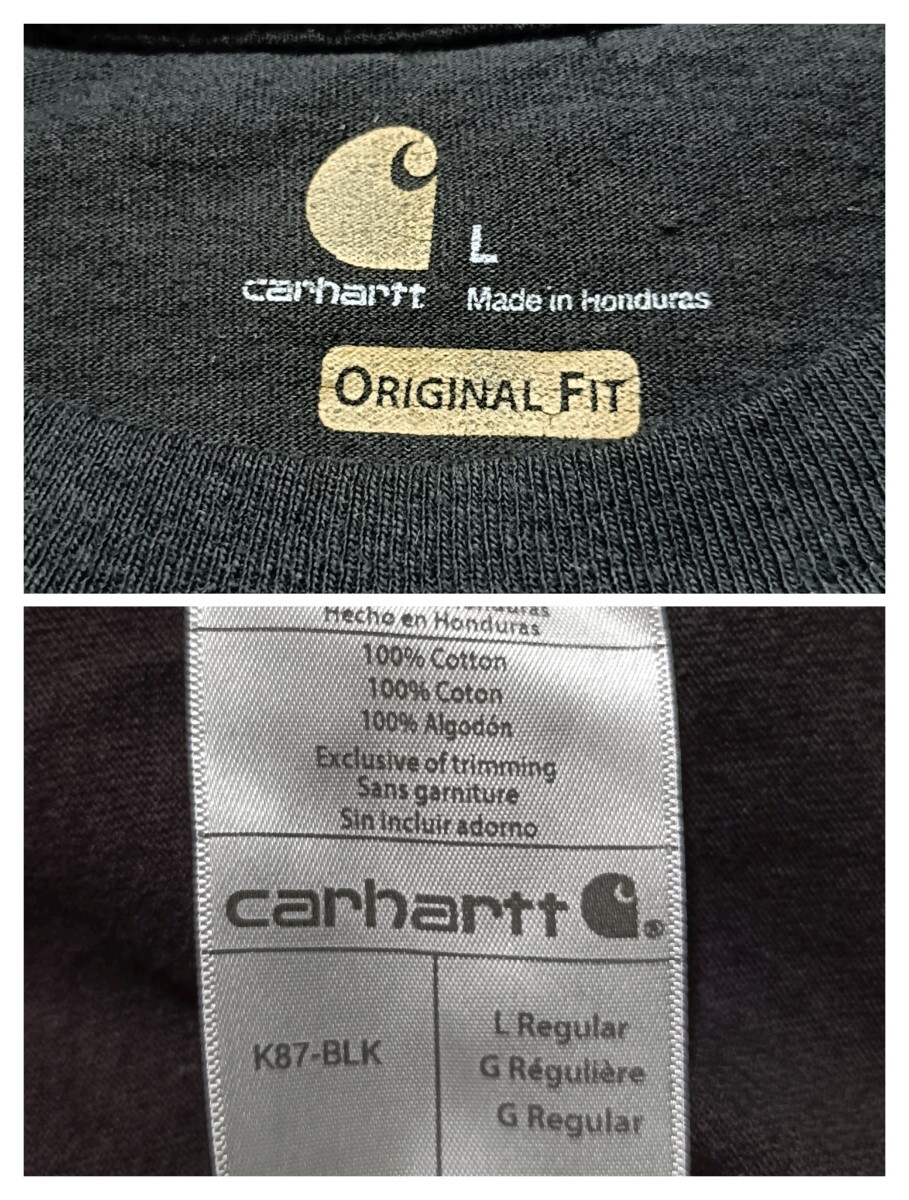 L
carhartt Made in Honduras
ORIGINAL FIT
Hecho en Honduras
100% Cotton
100% Coton
100% Algodón
Exclusive of trimming
Sans garniture
Sin incluir adorno
carhartt
K87-BLK
L Regular
G Régulière
G Regular